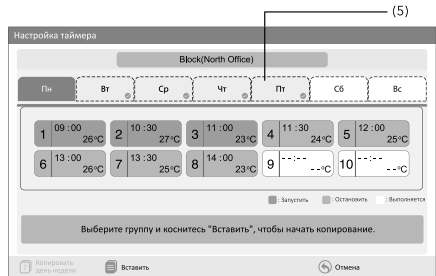 (5)
Настройка таймера
Block(North Office)
Пн Вт Ср Чт Пт Сб Вс
1 09:00 26°C 2 10:30 27°C 3 11:00 23°C 4 11:30 24°C 5 12:00 25°C
6 13:00 26°C 7 13:30 25°C 8 14:00 23°C 9 --:-- --°C 10 --:-- --°C
: Запустить : Остановить : Выполняется
Выберите группу и коснитесь "Вставить", чтобы начать копирование.
7 Копировать день недели Вставить Отмена